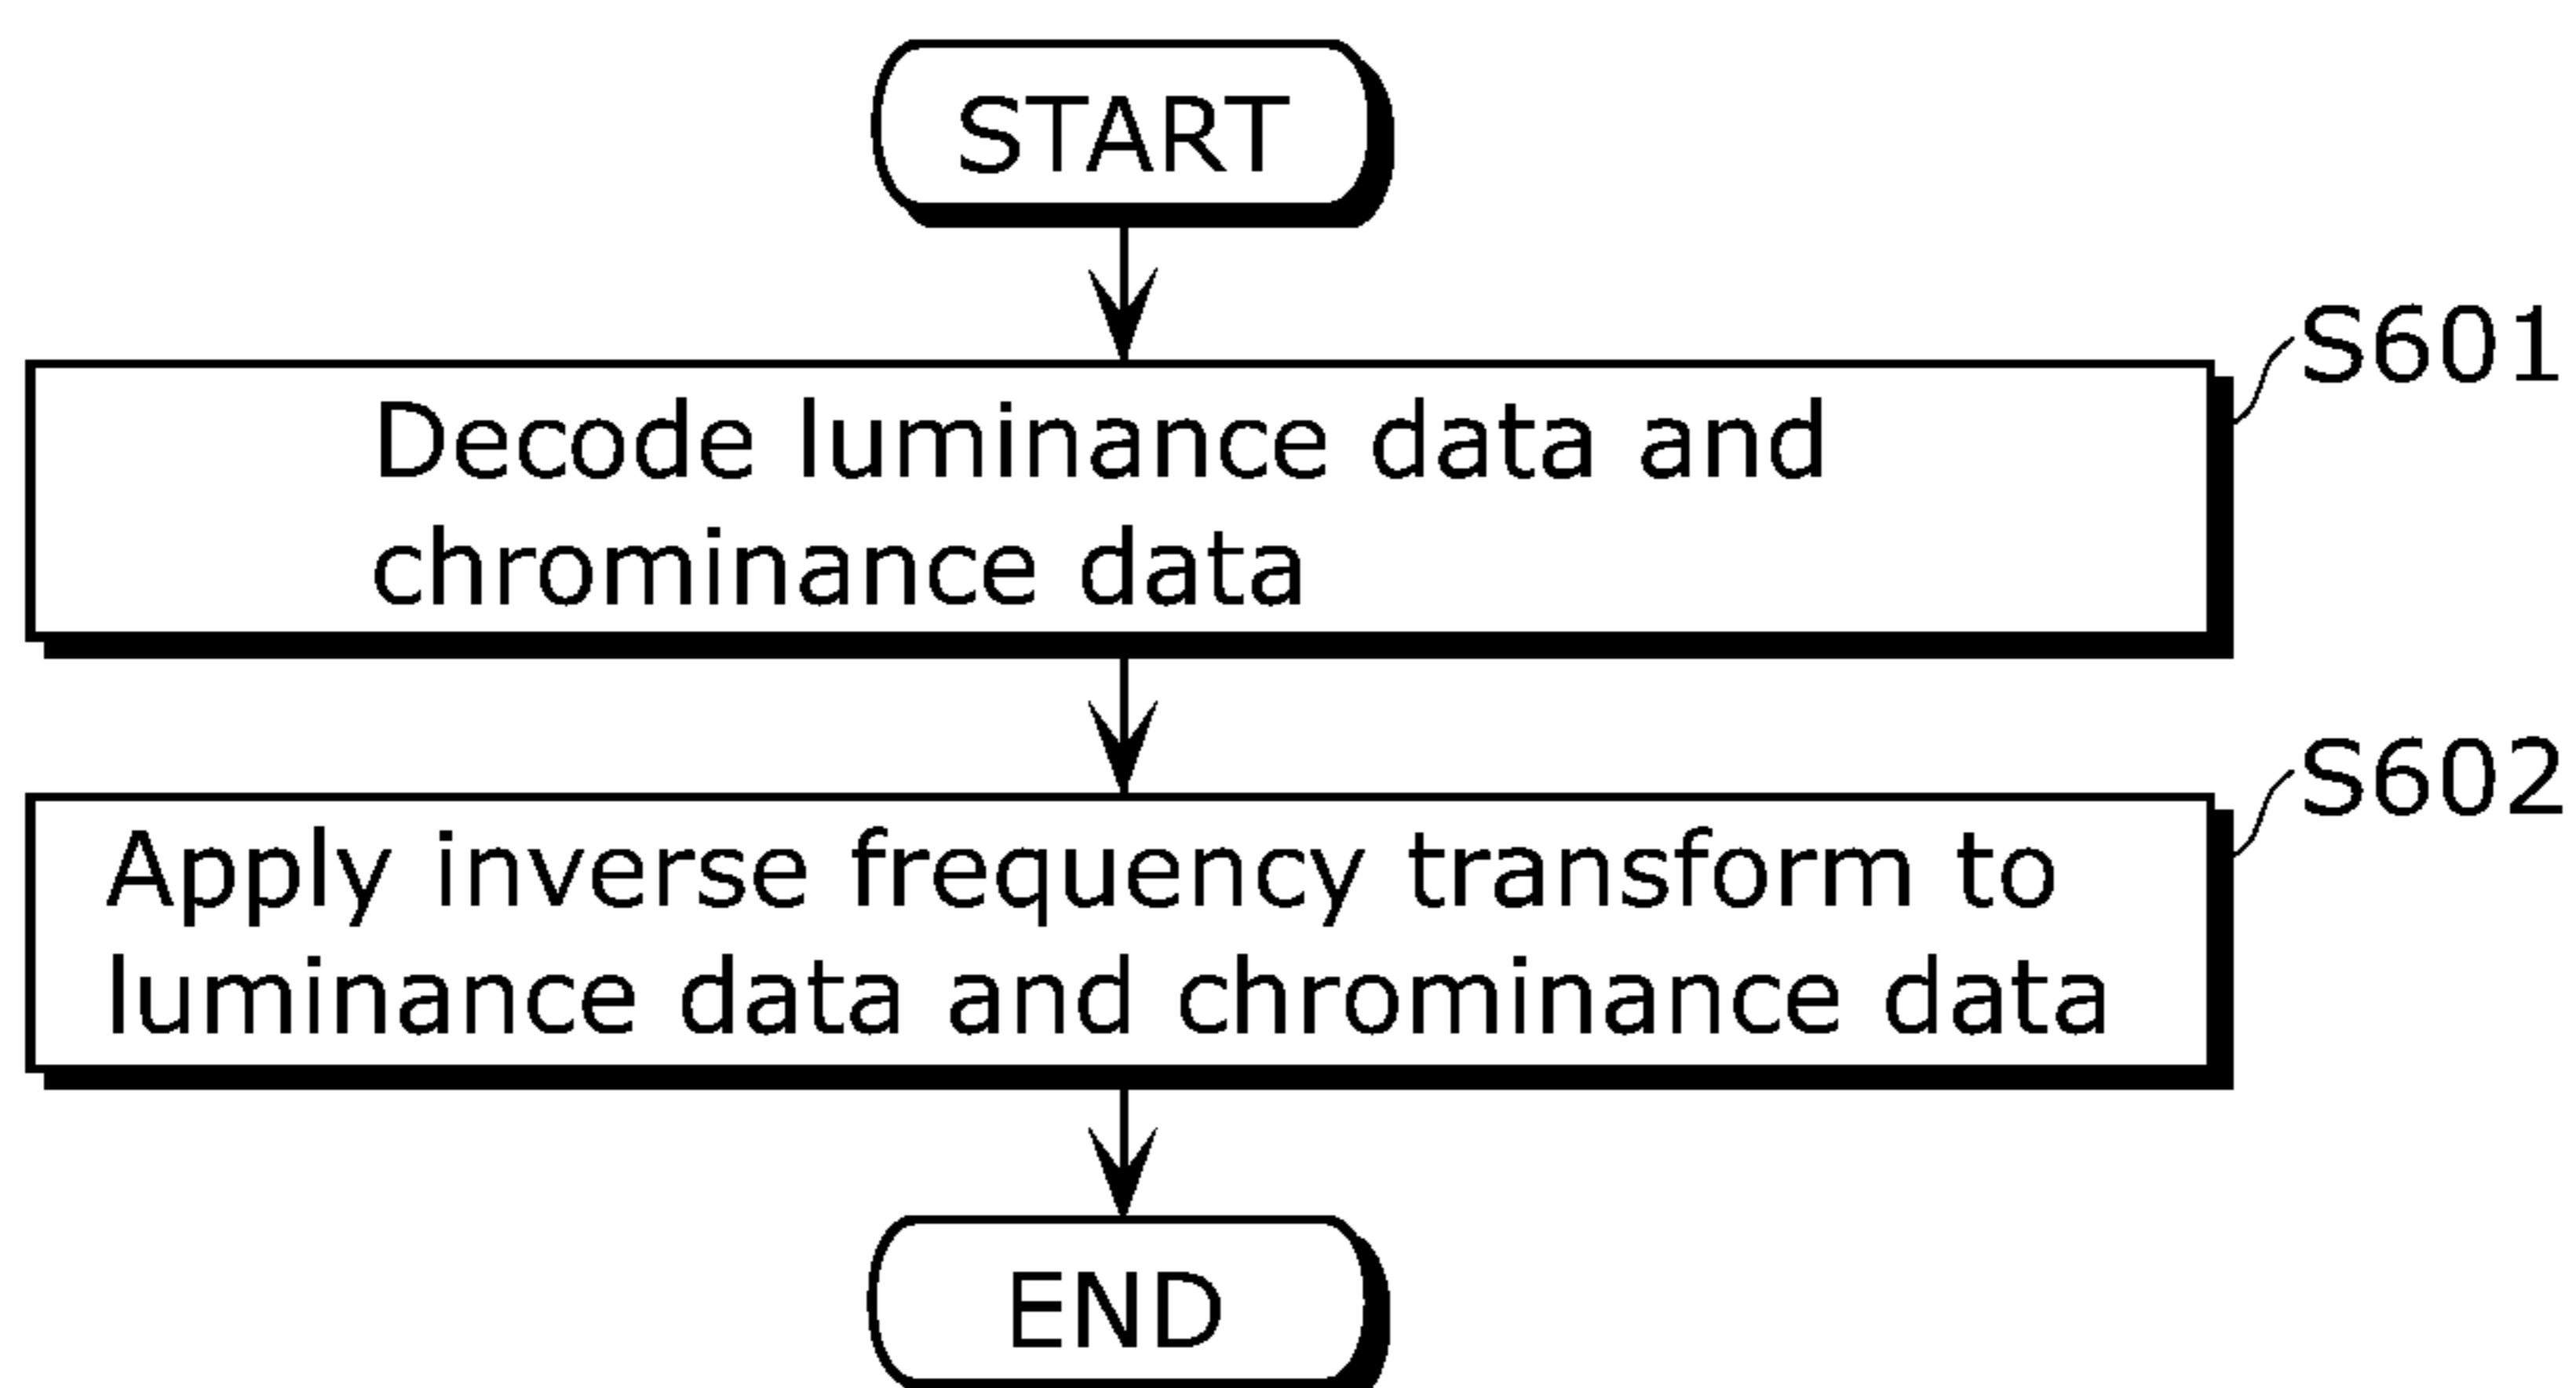 START
S601
Decode luminance data and
chrominance data
S602
Apply inverse frequency transform to
luminance data and chrominance data
END